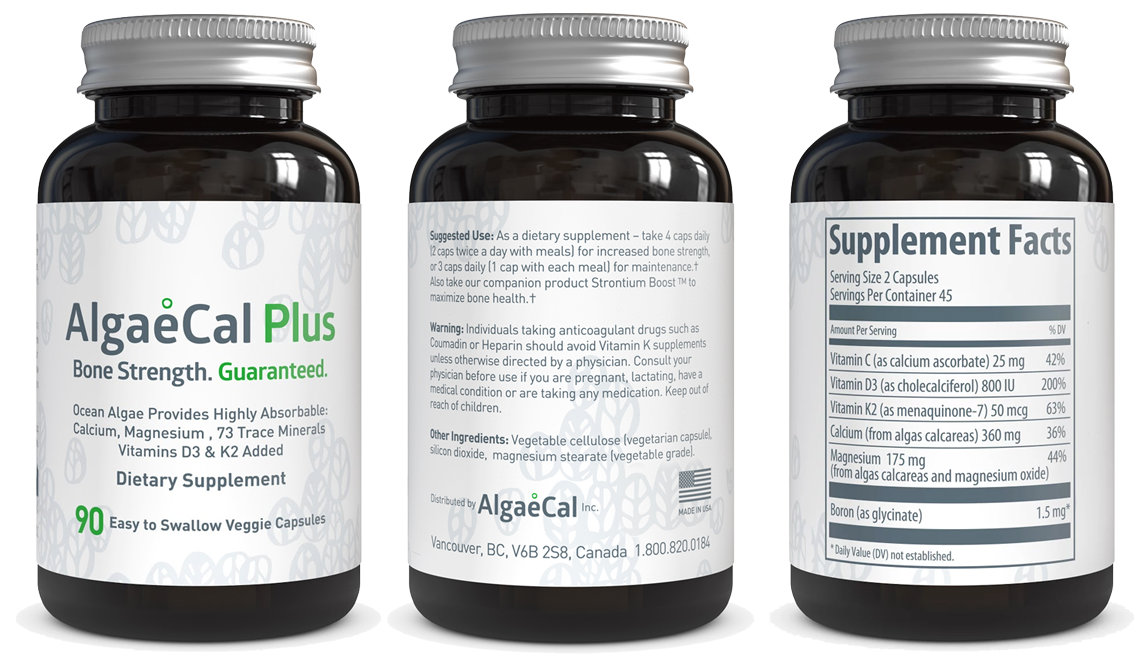 AlgaeCal Plus
Bone Strength. Guaranteed.
Ocean Algae Provides Highly Absorbable:
Calcium, Magnesium , 73 Trace Minerals
Vitamins D3 & K2 Added
Dietary Supplement
90 Easy to Swallow Veggie Capsules
Suggested Use: As a dietary supplement – take 4 caps daily
(2 caps twice a day with meals) for increased bone strength,
or 3 caps daily (1 cap with each meal) for maintenance.†
Also take our companion product Strontium Boost ™ to
maximize bone health.†
Warning: Individuals taking anticoagulant drugs such as
Coumadin or Heparin should avoid Vitamin K supplements
unless otherwise directed by a physician. Consult your
physician before use if you are pregnant, lactating, have a
medical condition or are taking any medication. Keep out of
reach of children.
Other Ingredients: Vegetable cellulose (vegetarian capsule),
silicon dioxide, magnesium stearate (vegetable grade).
Distributed by AlgaeCal Inc.
MADE IN USA
Vancouver, BC, V6B 2S8, Canada 1.800.820.0184
Supplement Facts
Serving Size 2 Capsules
Servings Per Container 45
Amount Per Serving % DV
Vitamin C (as calcium ascorbate) 25 mg 42%
Vitamin D3 (as cholecalciferol) 800 IU 200%
Vitamin K2 (as menaquinone-7) 50 mcg 63%
Calcium (from algas calcareas) 360 mg 36%
Magnesium 175 mg 44%
(from algas calcareas and magnesium oxide)
Boron (as glycinate) 1.5 mg*
* Daily Value (DV) not established.